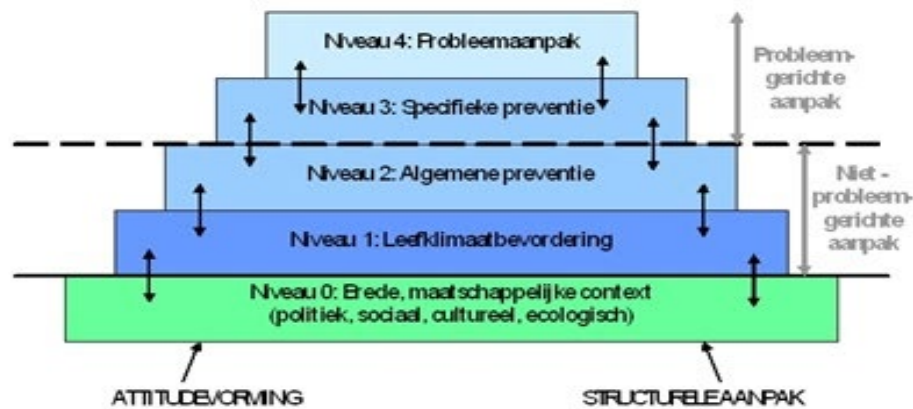 Niveau 4: Probleemaanpak
Niveau 3: Specifieke preventie
Niveau 2: Algemene preventie
Niveau 1: Leefklimaatbevordering
Niveau 0: Brede, maatschappelijke context
(politiek, sociaal, cultureel, ecologisch)
Probleem-
gerichte
aanpak
Niet -
probleem-
gerichte
aanpak
ATTITUDEVORMING
STRUCTURELE AANPAK